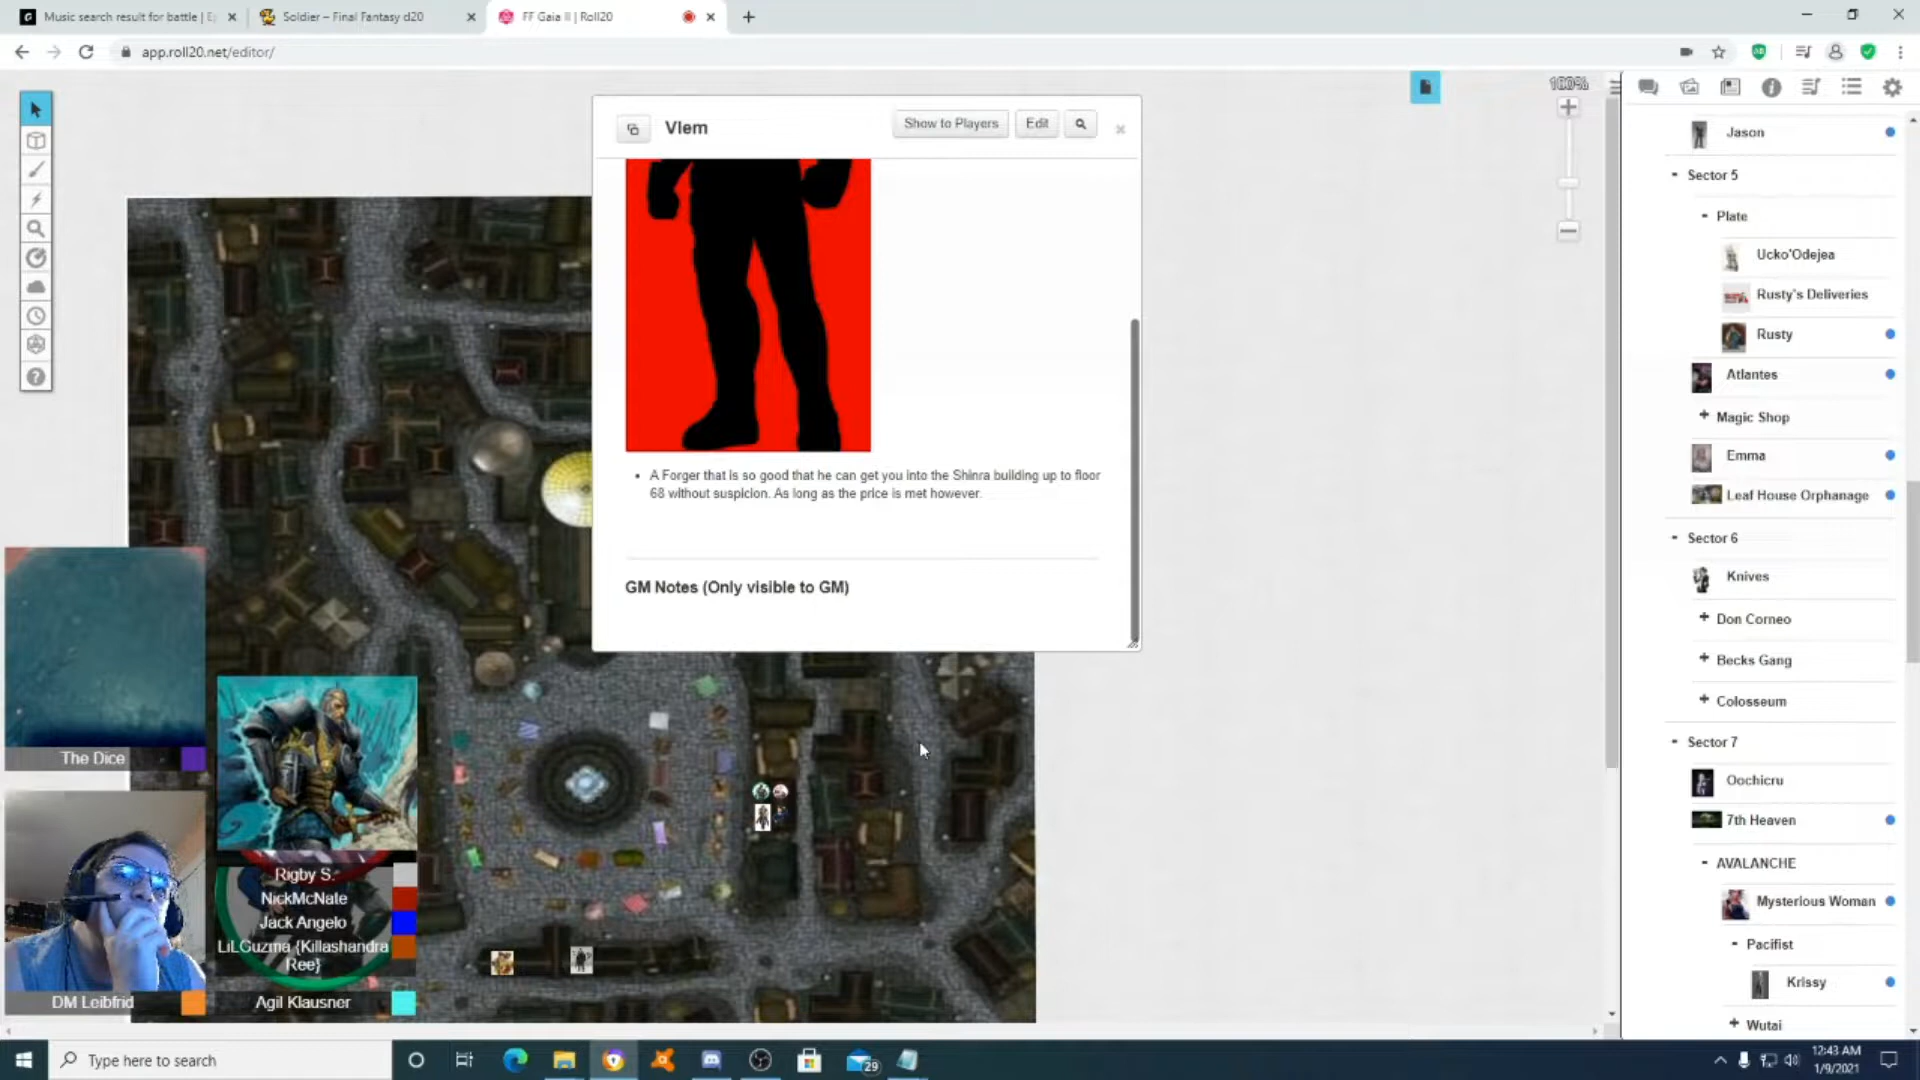 Music search result for battle | E
Soldier – Final Fantasy d20
FF Gaia II | Roll20
app.roll20.net/editor/
100%
Vlem
Show to Players
Edit
A Forger that is so good that he can get you into the Shinra building up to floor
68 without suspicion. As long as the price is met however.
GM Notes (Only visible to GM)
Jason
Sector 5
Plate
Ucko'Odejea
Rusty's Deliveries
Rusty
Atlantes
Magic Shop
Emma
Leaf House Orphanage
Sector 6
Knives
Don Corneo
Becks Gang
Colosseum
Sector 7
Oochicru
7th Heaven
AVALANCHE
Mysterious Woman
Pacifist
Krissy
Wutai
The Dice
DM Leibfrid
Rigby S.
NickMcNate
Jack Angelo
LiLGuzma {Killashandra
Ree}
Agil Klausner
Type here to search
29
12:43 AM
1/9/2021